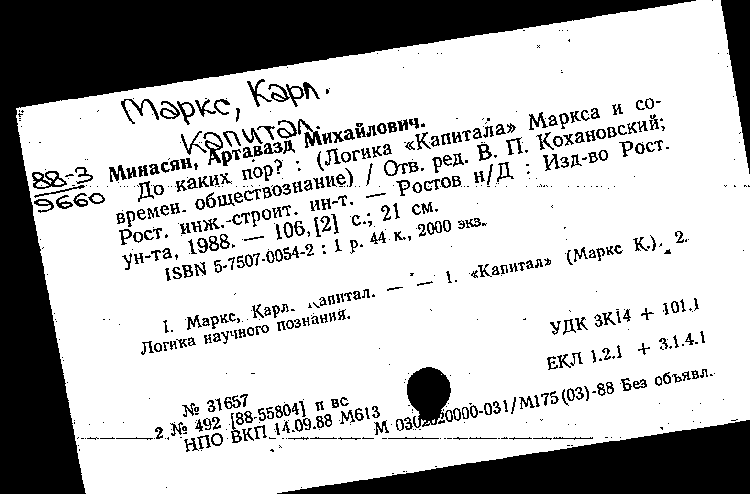 Маркс, Карл.
Капитал.
88-3
9660
Минасян, Артавазд Михайлович.
До каких пор? : (Логика «Капитала» Маркса и со-
времен. обществознание) / Отв. ред. В. П. Кохановский;
Рост. инж.-строит. ин-т. — Ростов н/Д : Изд-во Рост.
ун-та, 1988. — 106,[2] с.; 21 см.
ISBN 5-7507-0054-2 : 1 р. 44 к., 2000 экз.
1. Маркс, Карл. Капитал. — — 1. «Капитал» (Маркс К.). 2.
Логика научного познания.
УДК 3К14 + 101.1
ЕКЛ 1.2.1 + 3.1.4.1
№ 31657
2 № 492 [88-55804] п вс
НПО ВКП 14.09.88 М613
М 0302020000-031/М175(03)-88 Без объявл.